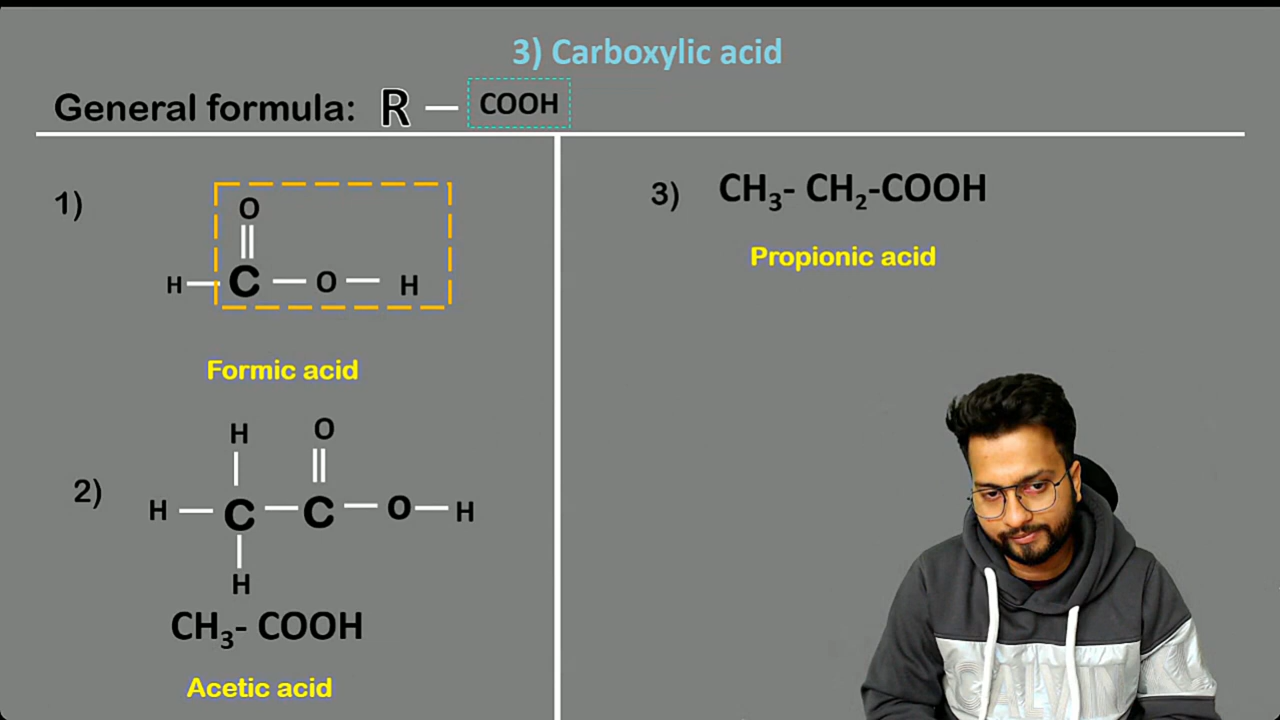 3) Carboxylic acid
General formula: R — COOH
1)
O
||
H — C — O — H
Formic acid
2)
H O
| ||
H — C — C — O — H
|
H
CH₃- COOH
Acetic acid
3) CH₃- CH₂-COOH
Propionic acid
CALV